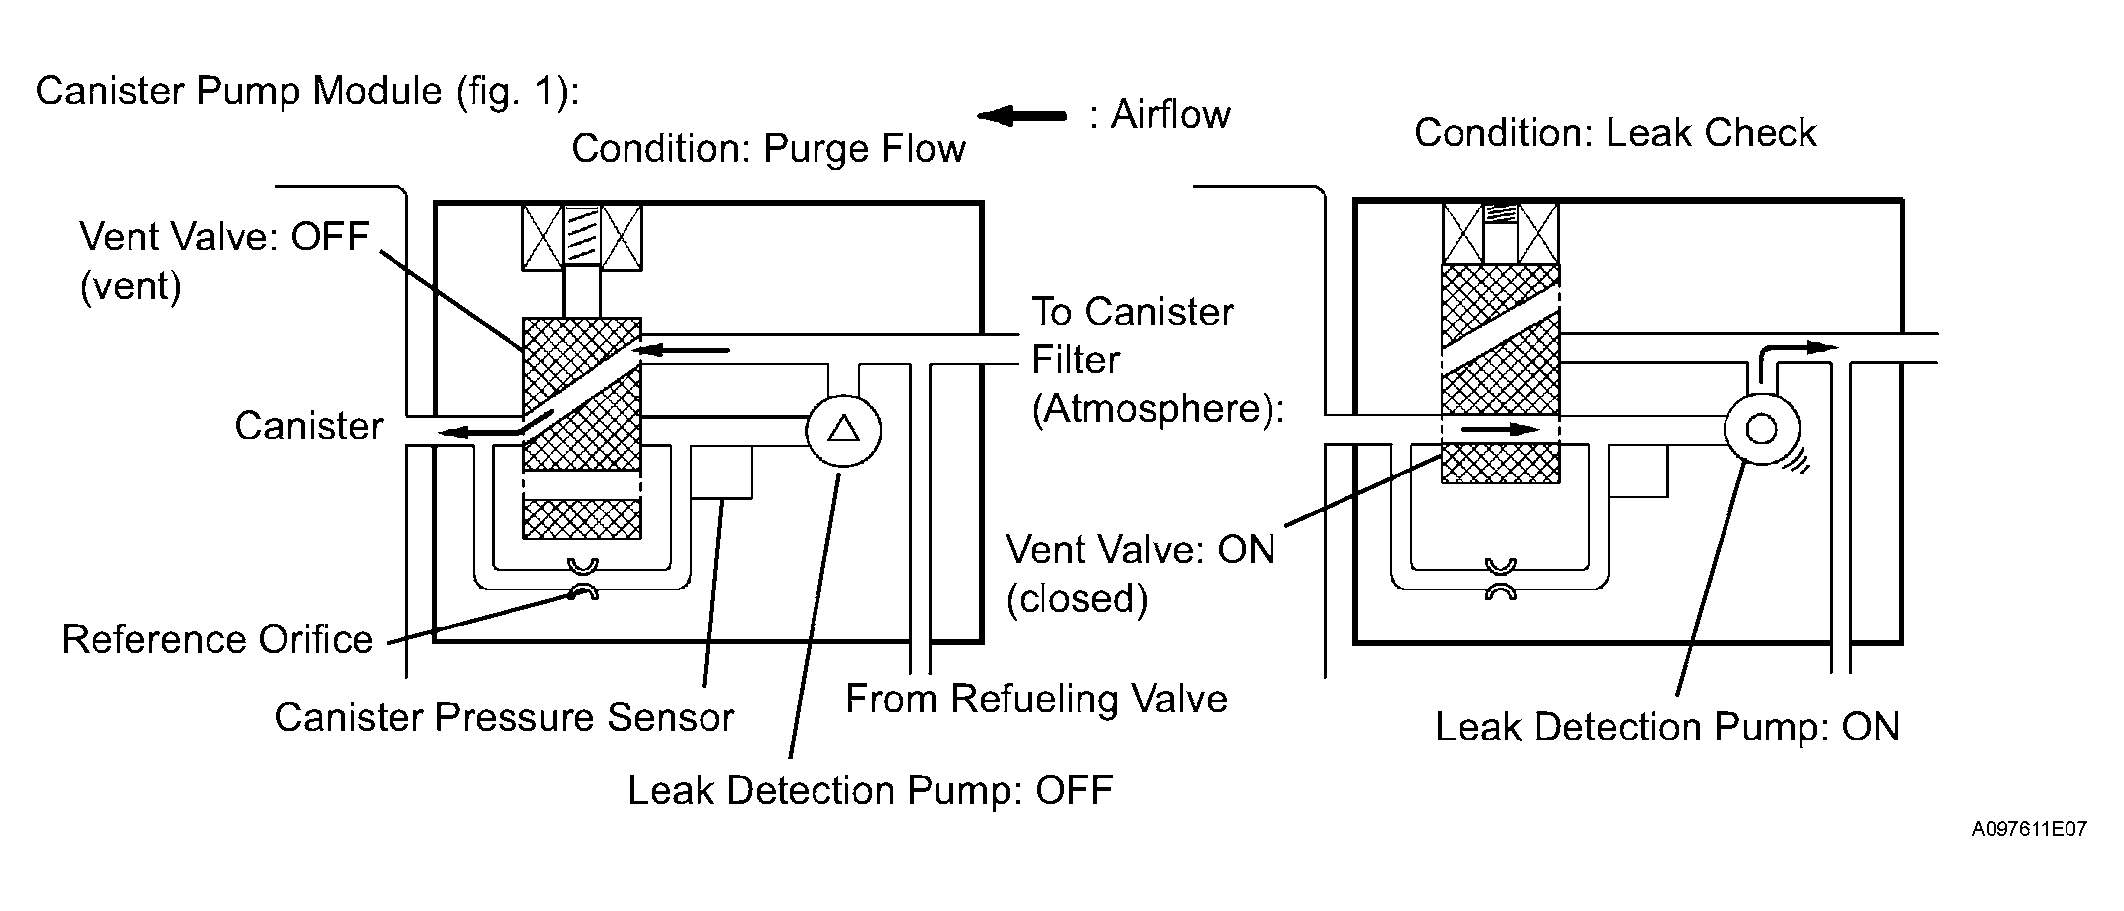 Canister Pump Module (fig. 1):
: Airflow
Condition: Purge Flow
Condition: Leak Check
Vent Valve: OFF
(vent)
To Canister
Filter
(Atmosphere):
Canister
Vent Valve: ON
(closed)
Reference Orifice
Canister Pressure Sensor
From Refueling Valve
Leak Detection Pump: ON
Leak Detection Pump: OFF
A097611E07